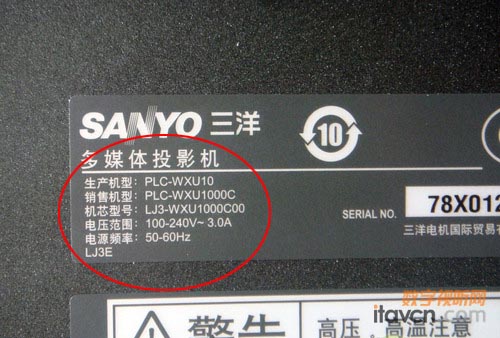 SANYO 三洋
10
多媒体投影机
生产机型: PLC-WXU10
销售机型: PLC-WXU1000C
机芯型号: LJ3-WXU1000C00
电压范围: 100-240V~ 3.0A
电源频率: 50-60Hz
LJ3E
SERIAL NO. 78X012
三洋电机国际贸易有
警告
高压,高温注意
数字视听网
itavcn.com